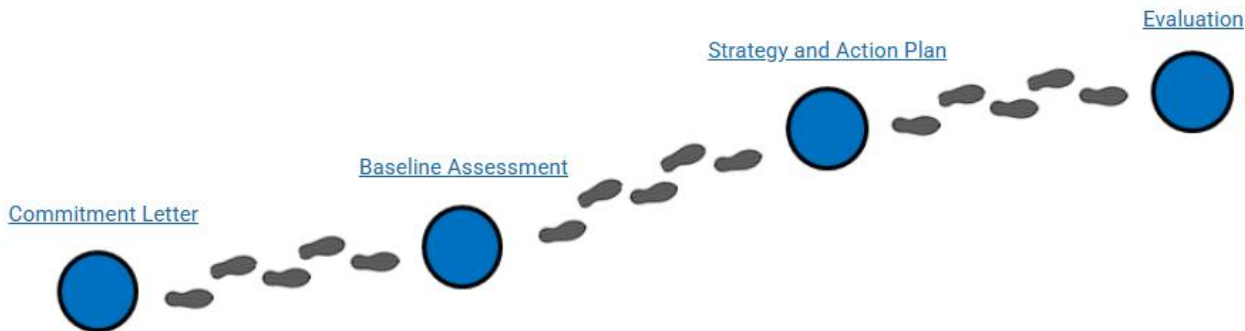 Commitment Letter
Baseline Assessment
Strategy and Action Plan
Evaluation